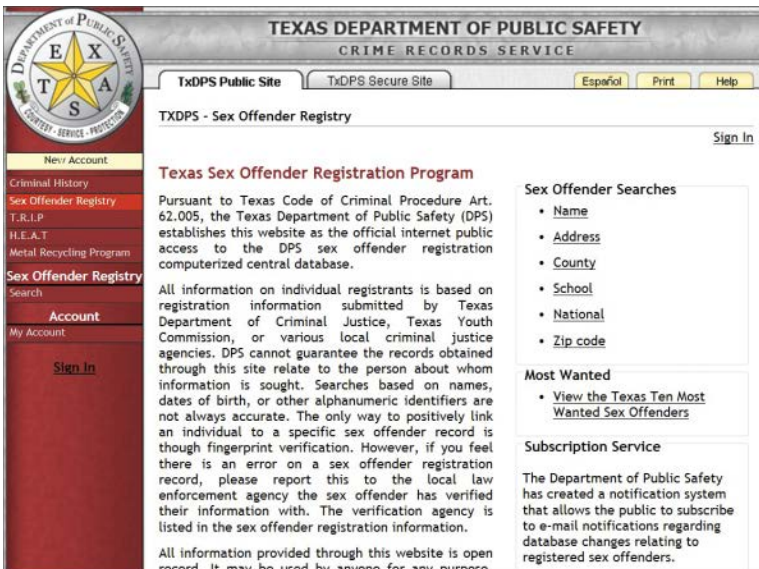 DEPARTMENT OF PUBLIC SAFETY
TEXAS
COURTESY - SERVICE - PROTECTION
TEXAS DEPARTMENT OF PUBLIC SAFETY
CRIME RECORDS SERVICE
TxDPS Public Site
TxDPS Secure Site
Español
Print
Help
TXDPS - Sex Offender Registry
Sign In
New Account
Criminal History
Sex Offender Registry
T.R.I.P
H.E.A.T
Metal Recycling Program
Sex Offender Registry
Search
Account
My Account
Sign In
Texas Sex Offender Registration Program
Pursuant to Texas Code of Criminal Procedure Art.
62.005, the Texas Department of Public Safety (DPS)
establishes this website as the official internet public
access to the DPS sex offender registration
computerized central database.
All information on individual registrants is based on
registration information submitted by Texas
Department of Criminal Justice, Texas Youth
Commission, or various local criminal justice
agencies. DPS cannot guarantee the records obtained
through this site relate to the person about whom
information is sought. Searches based on names,
dates of birth, or other alphanumeric identifiers are
not always accurate. The only way to positively link
an individual to a specific sex offender record is
though fingerprint verification. However, if you feel
there is an error on a sex offender registration
record, please report this to the local law
enforcement agency the sex offender has verified
their information with. The verification agency is
listed in the sex offender registration information.
All information provided through this website is open
record. It may be used by anyone for any purpose.
Sex Offender Searches
• Name
• Address
• County
• School
• National
• Zip code
Most Wanted
• View the Texas Ten Most
Wanted Sex Offenders
Subscription Service
The Department of Public Safety
has created a notification system
that allows the public to subscribe
to e-mail notifications regarding
database changes relating to
registered sex offenders.